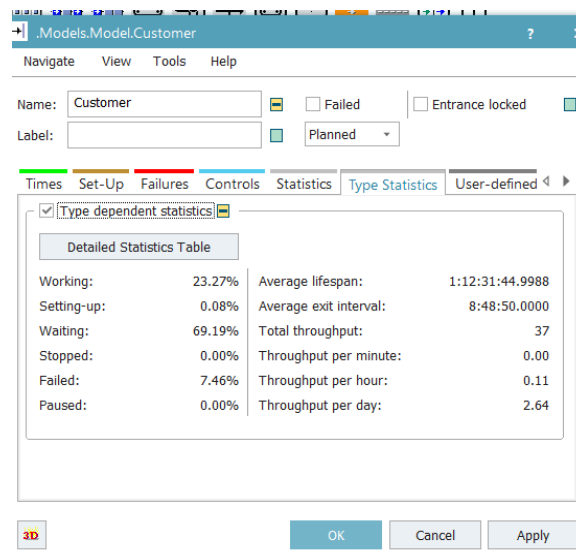 .Models.Model.Customer ?
Navigate View Tools Help
Name: Customer Failed Entrance locked
Label: Planned
Times Set-Up Failures Controls Statistics Type Statistics User-defined
Type dependent statistics
Detailed Statistics Table
Working: 23.27% Average lifespan: 1:12:31:44.9988
Setting-up: 0.08% Average exit interval: 8:48:50.0000
Waiting: 69.19% Total throughput: 37
Stopped: 0.00% Throughput per minute: 0.00
Failed: 7.46% Throughput per hour: 0.11
Paused: 0.00% Throughput per day: 2.64
3D OK Cancel Apply